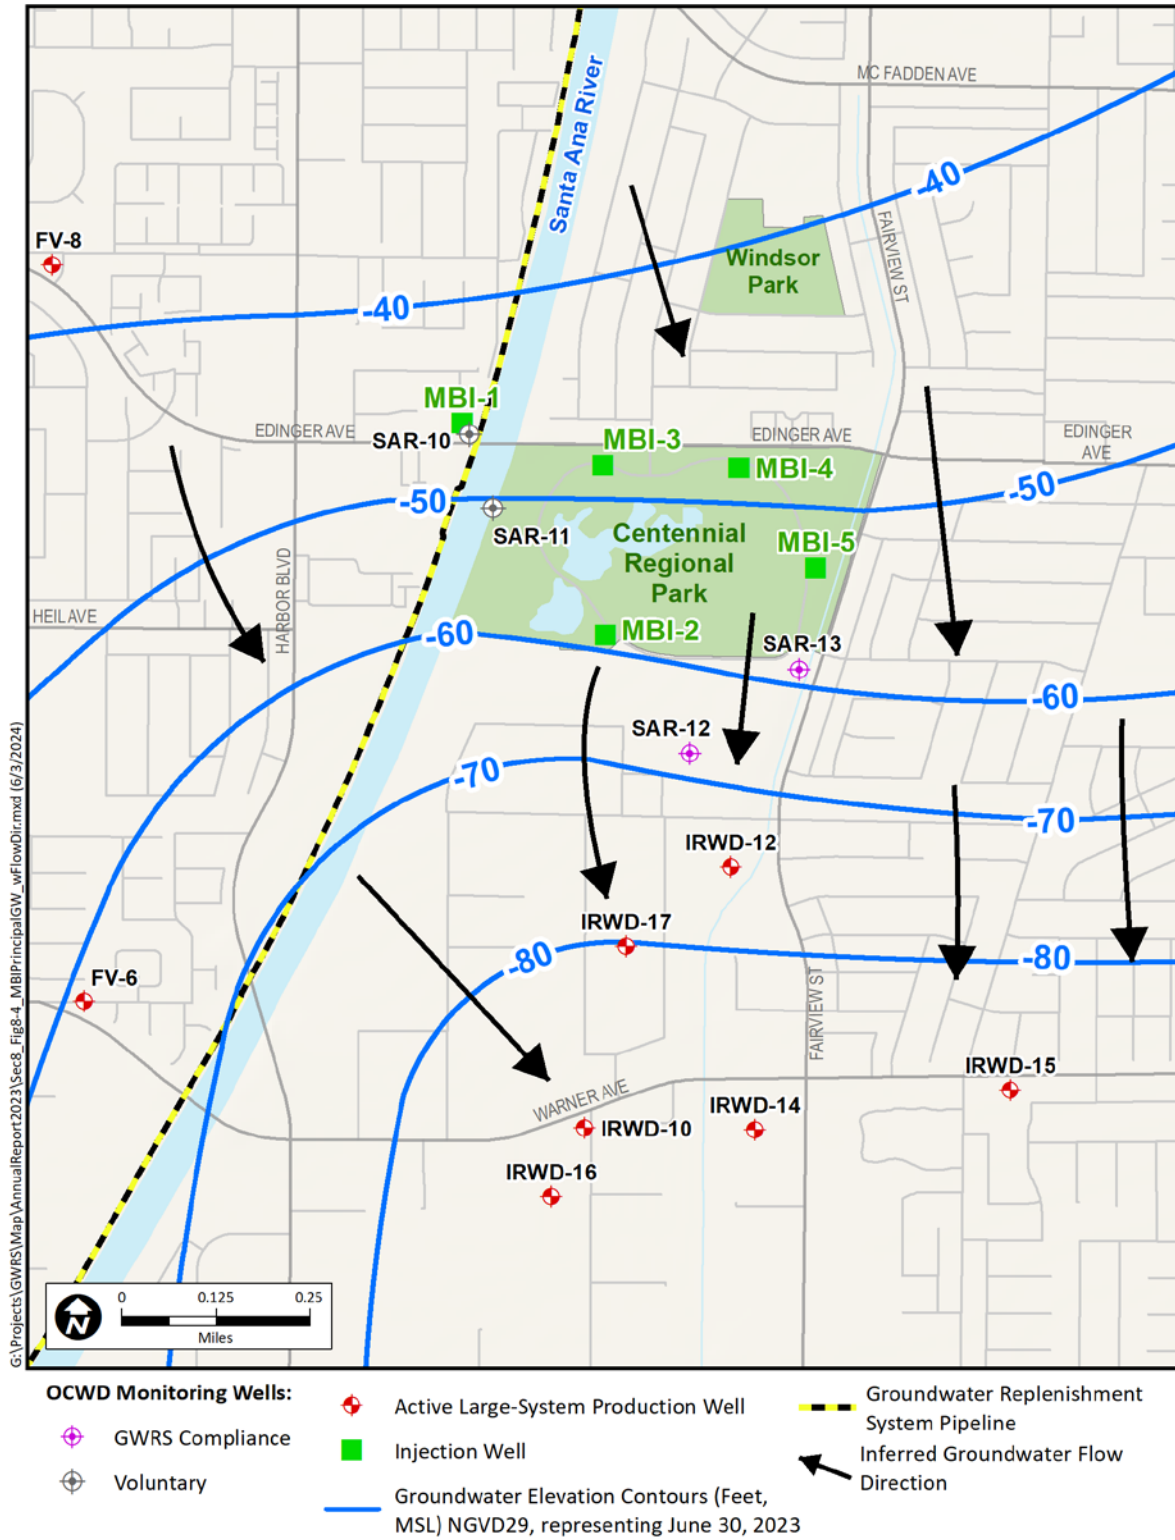 MC FADDEN AVE
Santa Ana River
-40
FAIRVIEW ST
FV-8
Windsor
Park
-40
MBI-1
EDINGER AVE
SAR-10
MBI-3
EDINGER AVE
EDINGER
AVE
MBI-4
-50
-50
SAR-11
Centennial
Regional
Park
MBI-5
HARBOR BLVD
HEIL AVE
-60
MBI-2
SAR-13
-60
SAR-12
-70
-70
IRWD-12
IRWD-17
-80
-80
FV-6
FAIRVIEW ST
IRWD-15
WARNER AVE
IRWD-14
IRWD-10
IRWD-16
N
0 0.125 0.25
Miles
G:\Projects\GWRS\Map\AnnualReport2023\Sec8_Fig8-4_MBIPrincipalGW_wFlowDir.mxd (6/3/2024)
OCWD Monitoring Wells:
GWRS Compliance
Voluntary
Active Large-System Production Well
Injection Well
Groundwater Elevation Contours (Feet,
MSL) NGVD29, representing June 30, 2023
Groundwater Replenishment
System Pipeline
Inferred Groundwater Flow
Direction